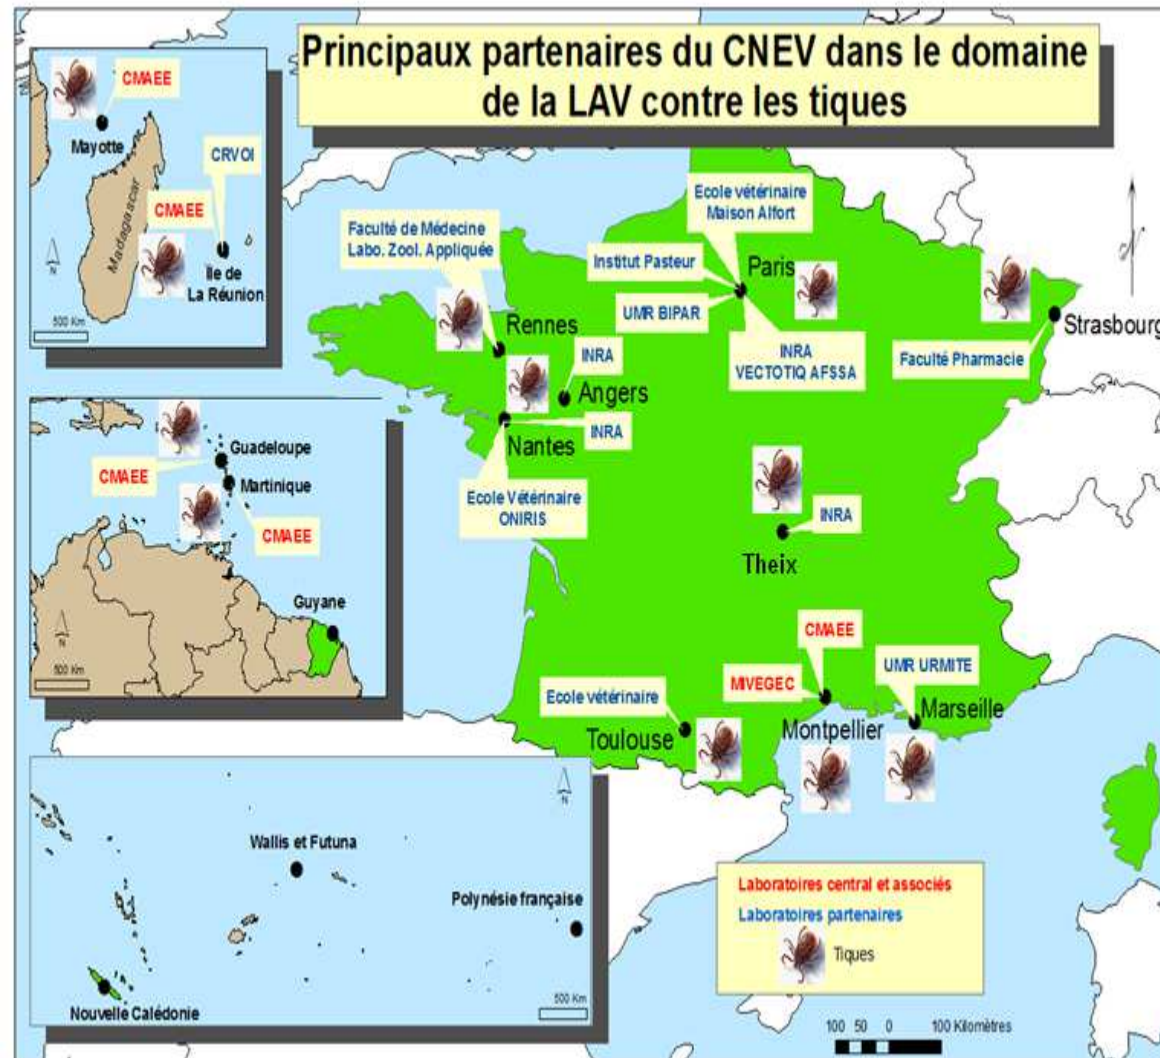 Principaux partenaires du CNEV dans le domaine
de la LAV contre les tiques
CMAEE
Mayotte
CRVOI
CMAEE
Madagascar
Ile de
La Réunion
N
500 Km
Guadeloupe
CMAEE
Martinique
CMAEE
Guyane
N
500 Km
Wallis et Futuna
Polynésie française
Nouvelle Calédonie
N
500 Km
Ecole vétérinaire
Maison Alfort
Faculté de Médecine
Labo. Zool. Appliquée
Institut Pasteur
Paris
UMR BIPAR
INRA
VECTOTIQ AFSSA
N
Strasbourg
Faculté Pharmacie
Rennes
INRA
Angers
Nantes
INRA
Ecole Vétérinaire
ONIRIS
INRA
Theix
CMAEE
MIVEGEC
UMR URMITE
Ecole vétérinaire
Toulouse
Montpellier
Marseille
Laboratoires central et associés
Laboratoires partenaires
Tiques
100 50 0 100 Kilomètres